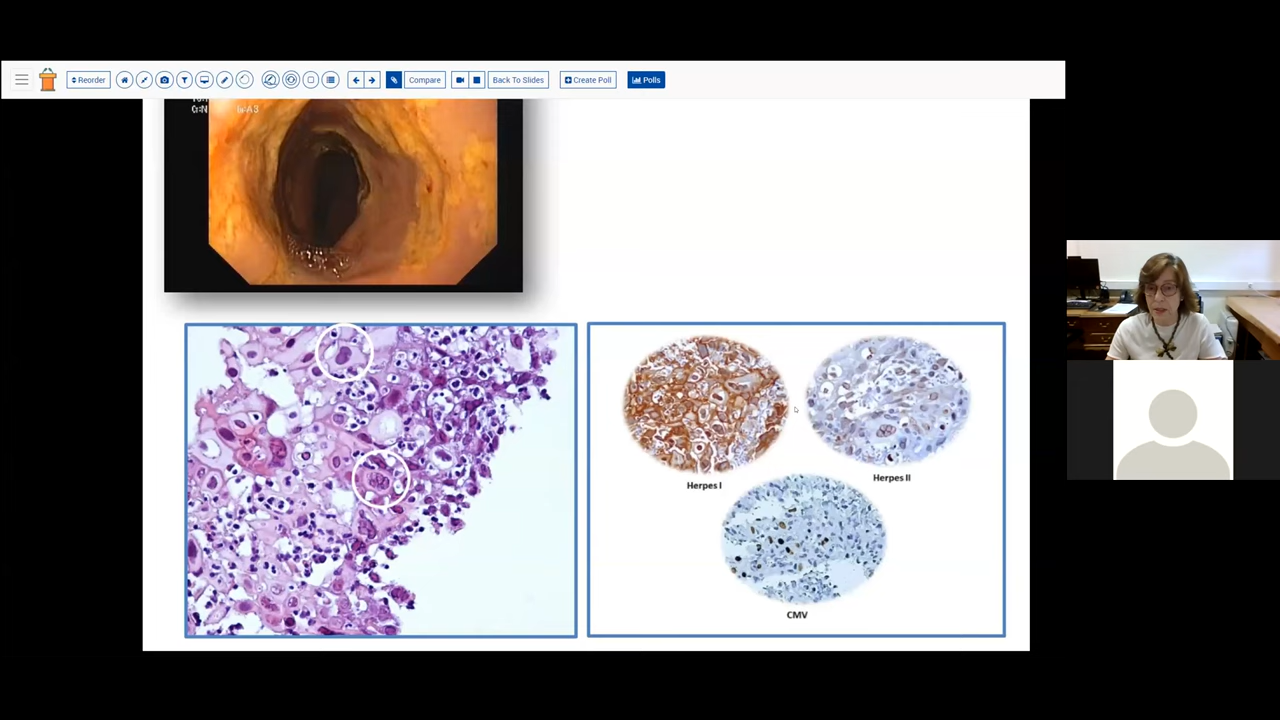 Reorder
Compare
Back To Slides
Create Poll
Polls
Herpes I
Herpes II
CMV